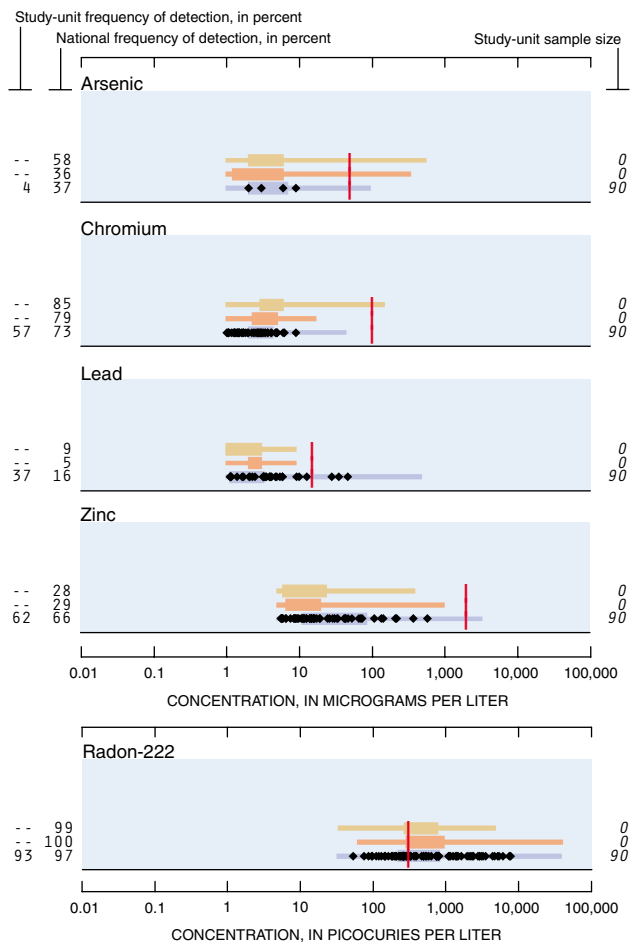 Study-unit frequency of detection, in percent
National frequency of detection, in percent
Study-unit sample size
Arsenic
-- 58 0
-- 36 0
4 37 90
Chromium
-- 85 0
-- 79 0
57 73 90
Lead
-- 9 0
-- 5 0
37 16 90
Zinc
-- 28 0
-- 29 0
62 66 90
0.01 0.1 1 10 100 1,000 10,000 100,000
CONCENTRATION, IN MICROGRAMS PER LITER
Radon-222
-- 99 0
-- 100 0
93 97 90
0.01 0.1 1 10 100 1,000 10,000 100,000
CONCENTRATION, IN PICOCURIES PER LITER